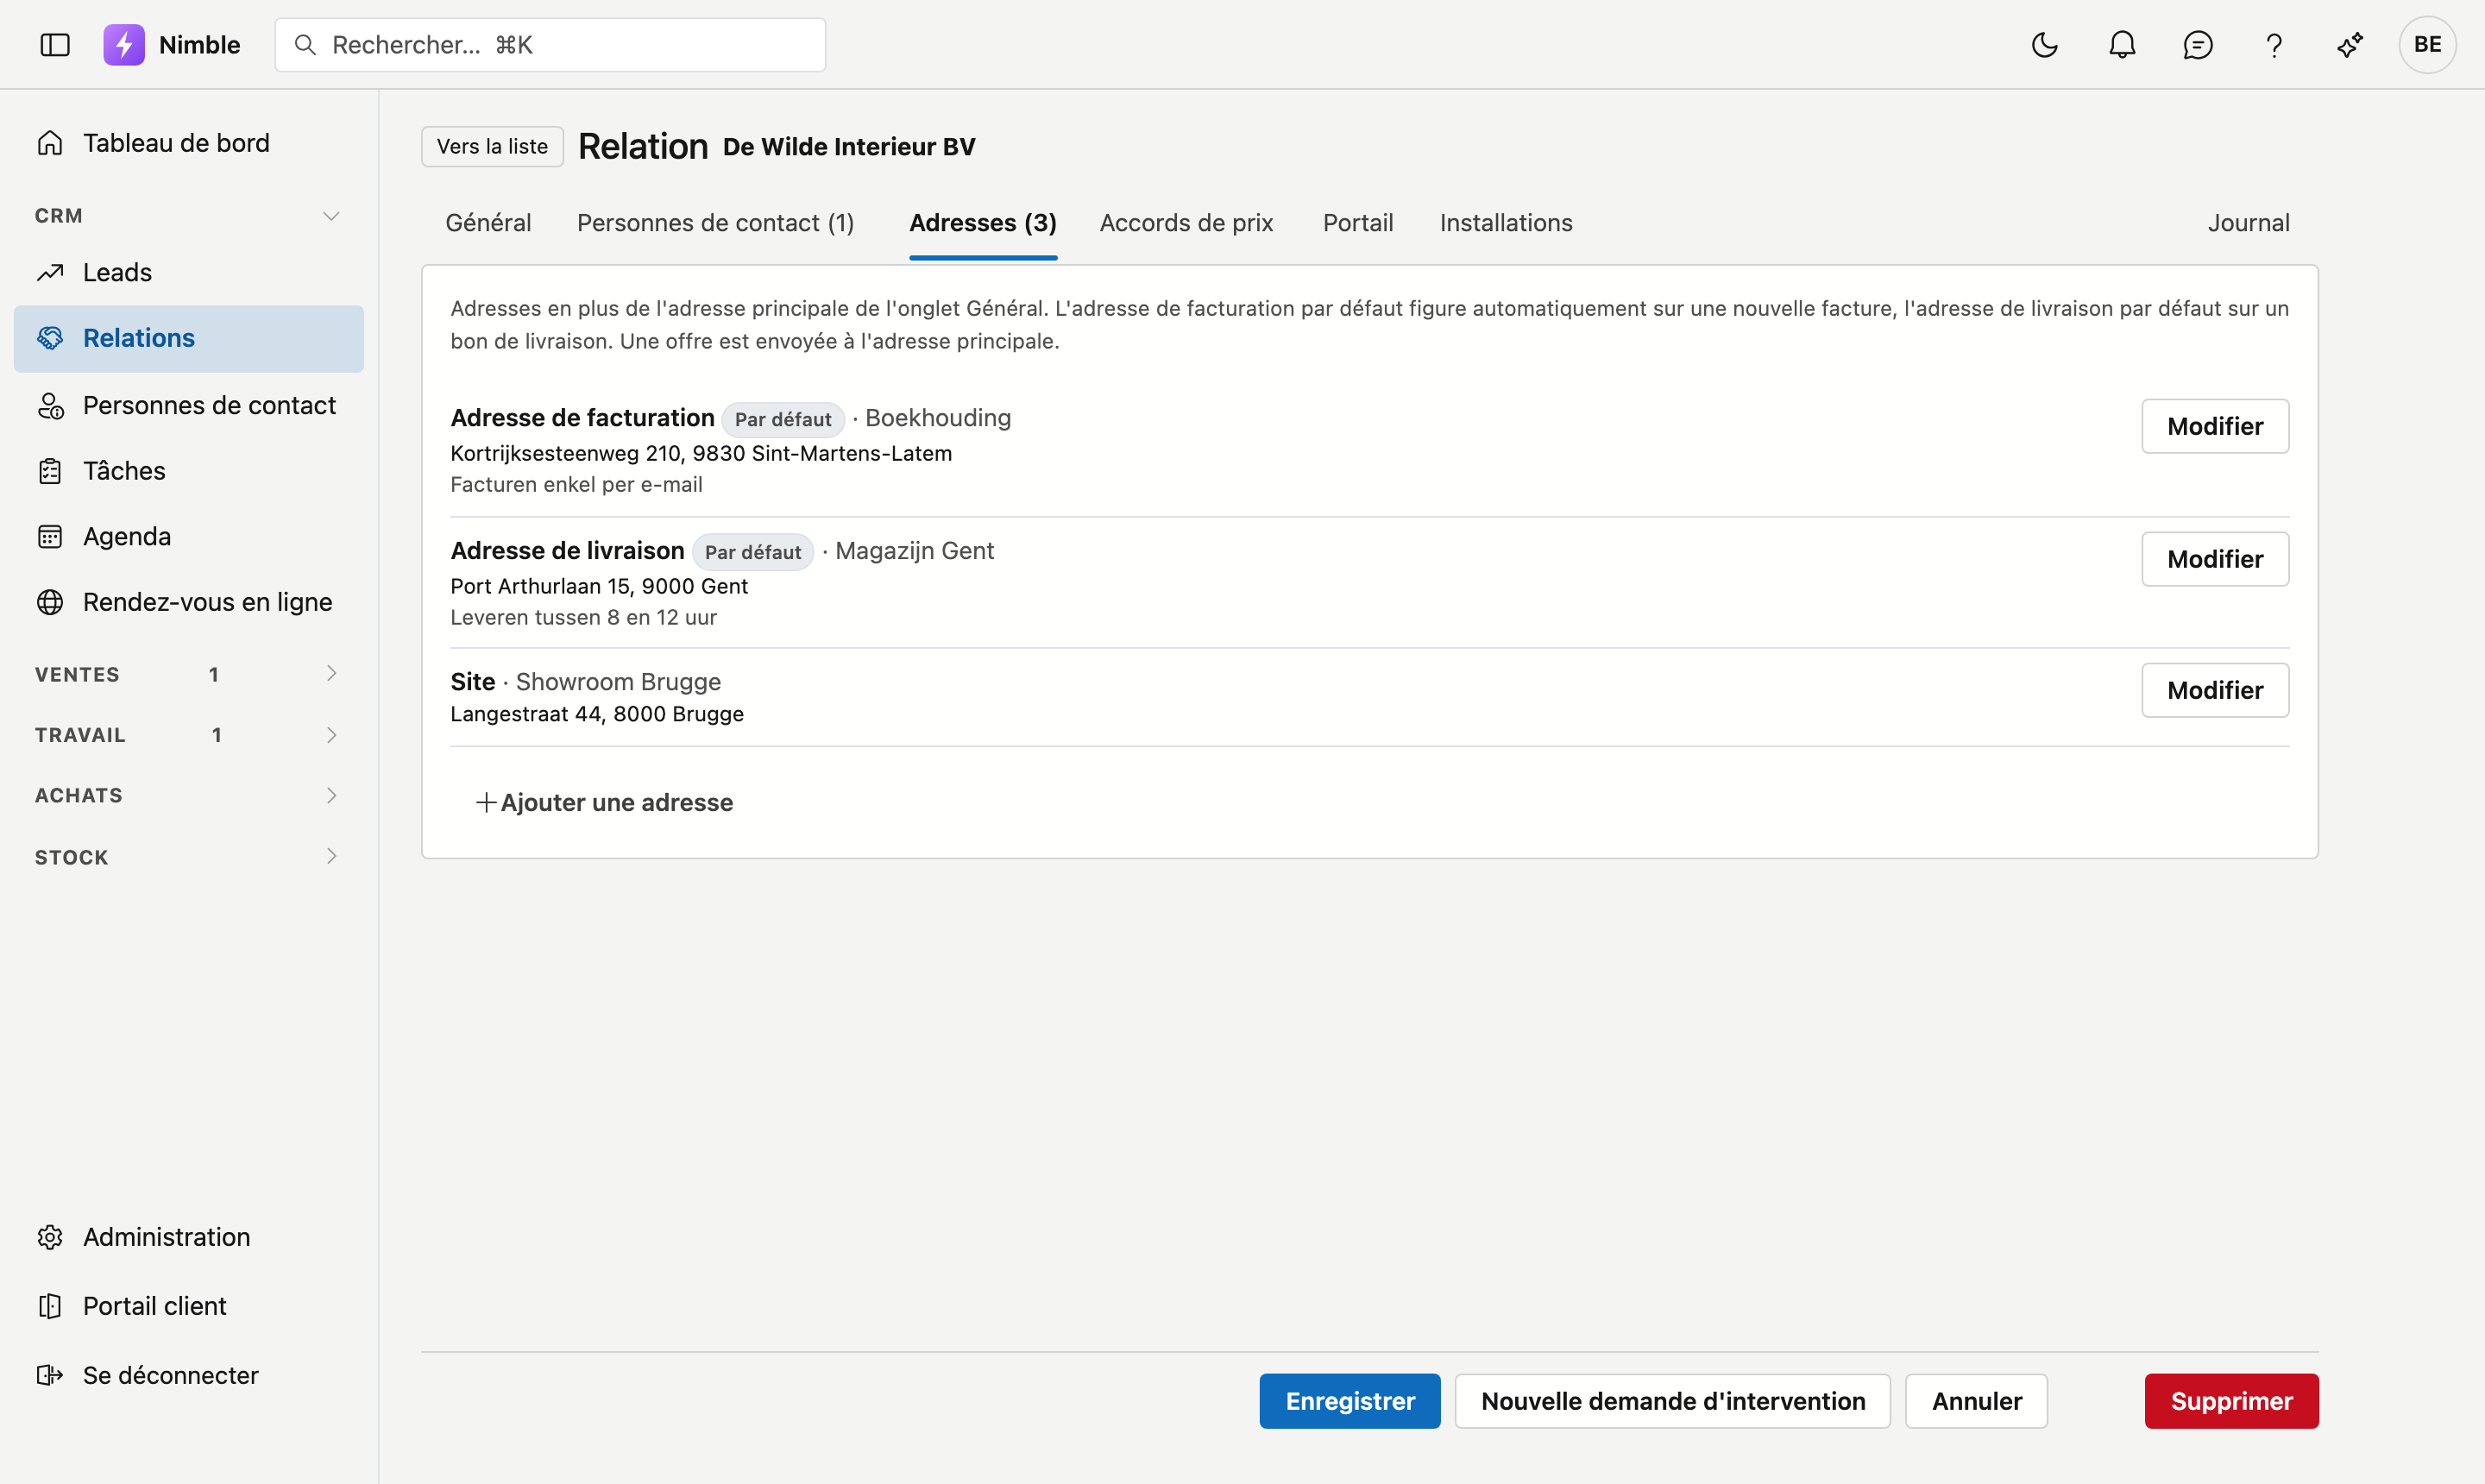 Nimble
Rechercher... ⌘K
BE
Tableau de bord
CRM
Leads
Relations
Personnes de contact
Tâches
Agenda
Rendez-vous en ligne
VENTES 1
TRAVAIL 1
ACHATS
STOCK
Administration
Portail client
Se déconnecter
Vers la liste Relation De Wilde Interieur BV
Général Personnes de contact (1) Adresses (3) Accords de prix Portail Installations Journal
Adresses en plus de l'adresse principale de l'onglet Général. L'adresse de facturation par défaut figure automatiquement sur une nouvelle facture, l'adresse de livraison par défaut sur un
bon de livraison. Une offre est envoyée à l'adresse principale.
Adresse de facturation Par défaut · Boekhouding
Modifier
Kortrijksesteenweg 210, 9830 Sint-Martens-Latem
Facturen enkel per e-mail
Adresse de livraison Par défaut · Magazijn Gent
Modifier
Port Arthurlaan 15, 9000 Gent
Leveren tussen 8 en 12 uur
Site · Showroom Brugge
Modifier
Langestraat 44, 8000 Brugge
Ajouter une adresse
Enregistrer Nouvelle demande d'intervention Annuler Supprimer